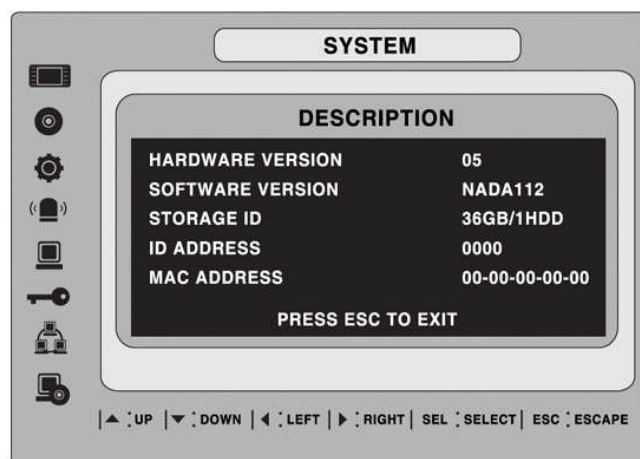 SYSTEM
DESCRIPTION
HARDWARE VERSION 05
SOFTWARE VERSION NADA112
STORAGE ID 36GB/1HDD
ID ADDRESS 0000
MAC ADDRESS 00-00-00-00-00
PRESS ESC TO EXIT
|▲ : UP |▼ : DOWN |◀ : LEFT |▶ : RIGHT| SEL : SELECT| ESC : ESCAPE